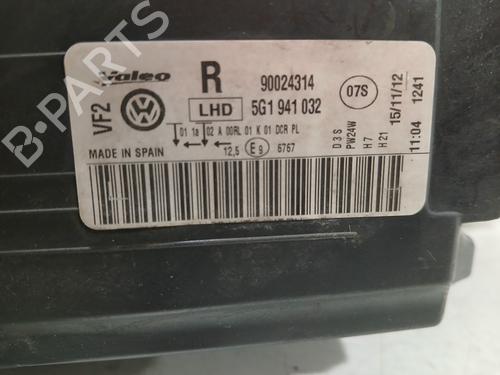 Valeo
R
90024314
07S
VF2
LHD
5G1 941 032
01 1a 02 A 00RL 01 K 01 DCR PL
MADE IN SPAIN
12,5 E9 6767
D3S
PW24W
H7
H21
15/11/12
11:04 1241
B-PARTS